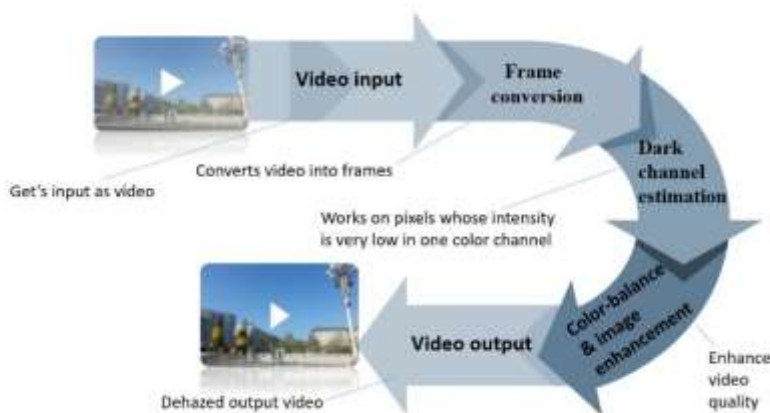 Video input
Frame
conversion
Dark
channel
estimation
Converts video into frames
Get's input as video
Works on pixels whose intensity
is very low in one color channel
Color-balance
& image
enhancement
Video output
Enhance
video
quality
Dehazed output video